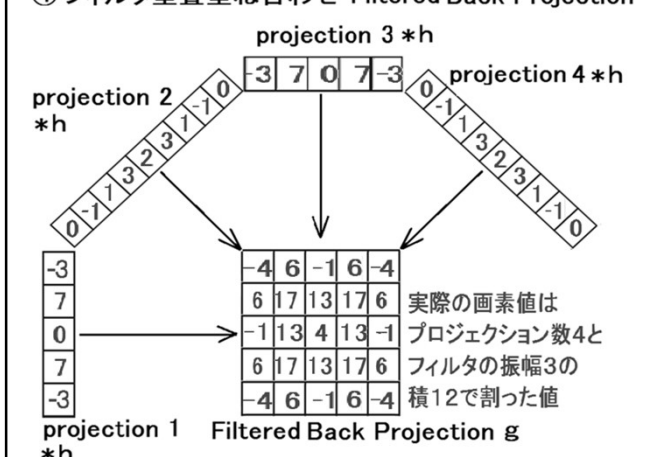 Filtered Back Projection
projection 3 *h
-3 7 0 7 -3
projection 4 *h
0 -1 1 3 2 3 1 -1 0
projection 2
*h
0 -1 1 3 2 3 1 -1 0
-3
7
0
7
-3
-4 6 -1 6 -4
6 17 13 17 6
-1 13 4 13 -1
6 17 13 17 6
-4 6 -1 6 -4
実際の画素値は
プロジェクション数4と
フィルタの振幅3の
積12で割った値
projection 1
*h
Filtered Back Projection g